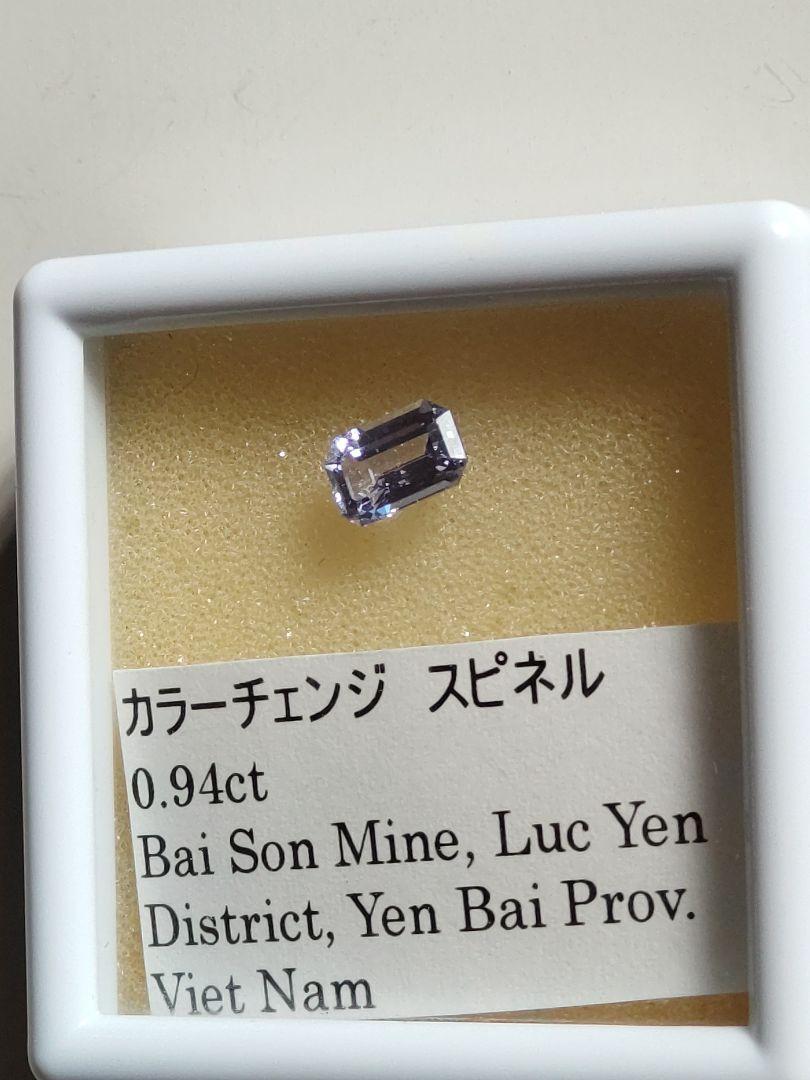 カラーチェンジ スピネル
0.94ct
Bai Son Mine, Luc Yen
District, Yen Bai Prov.
Viet Nam